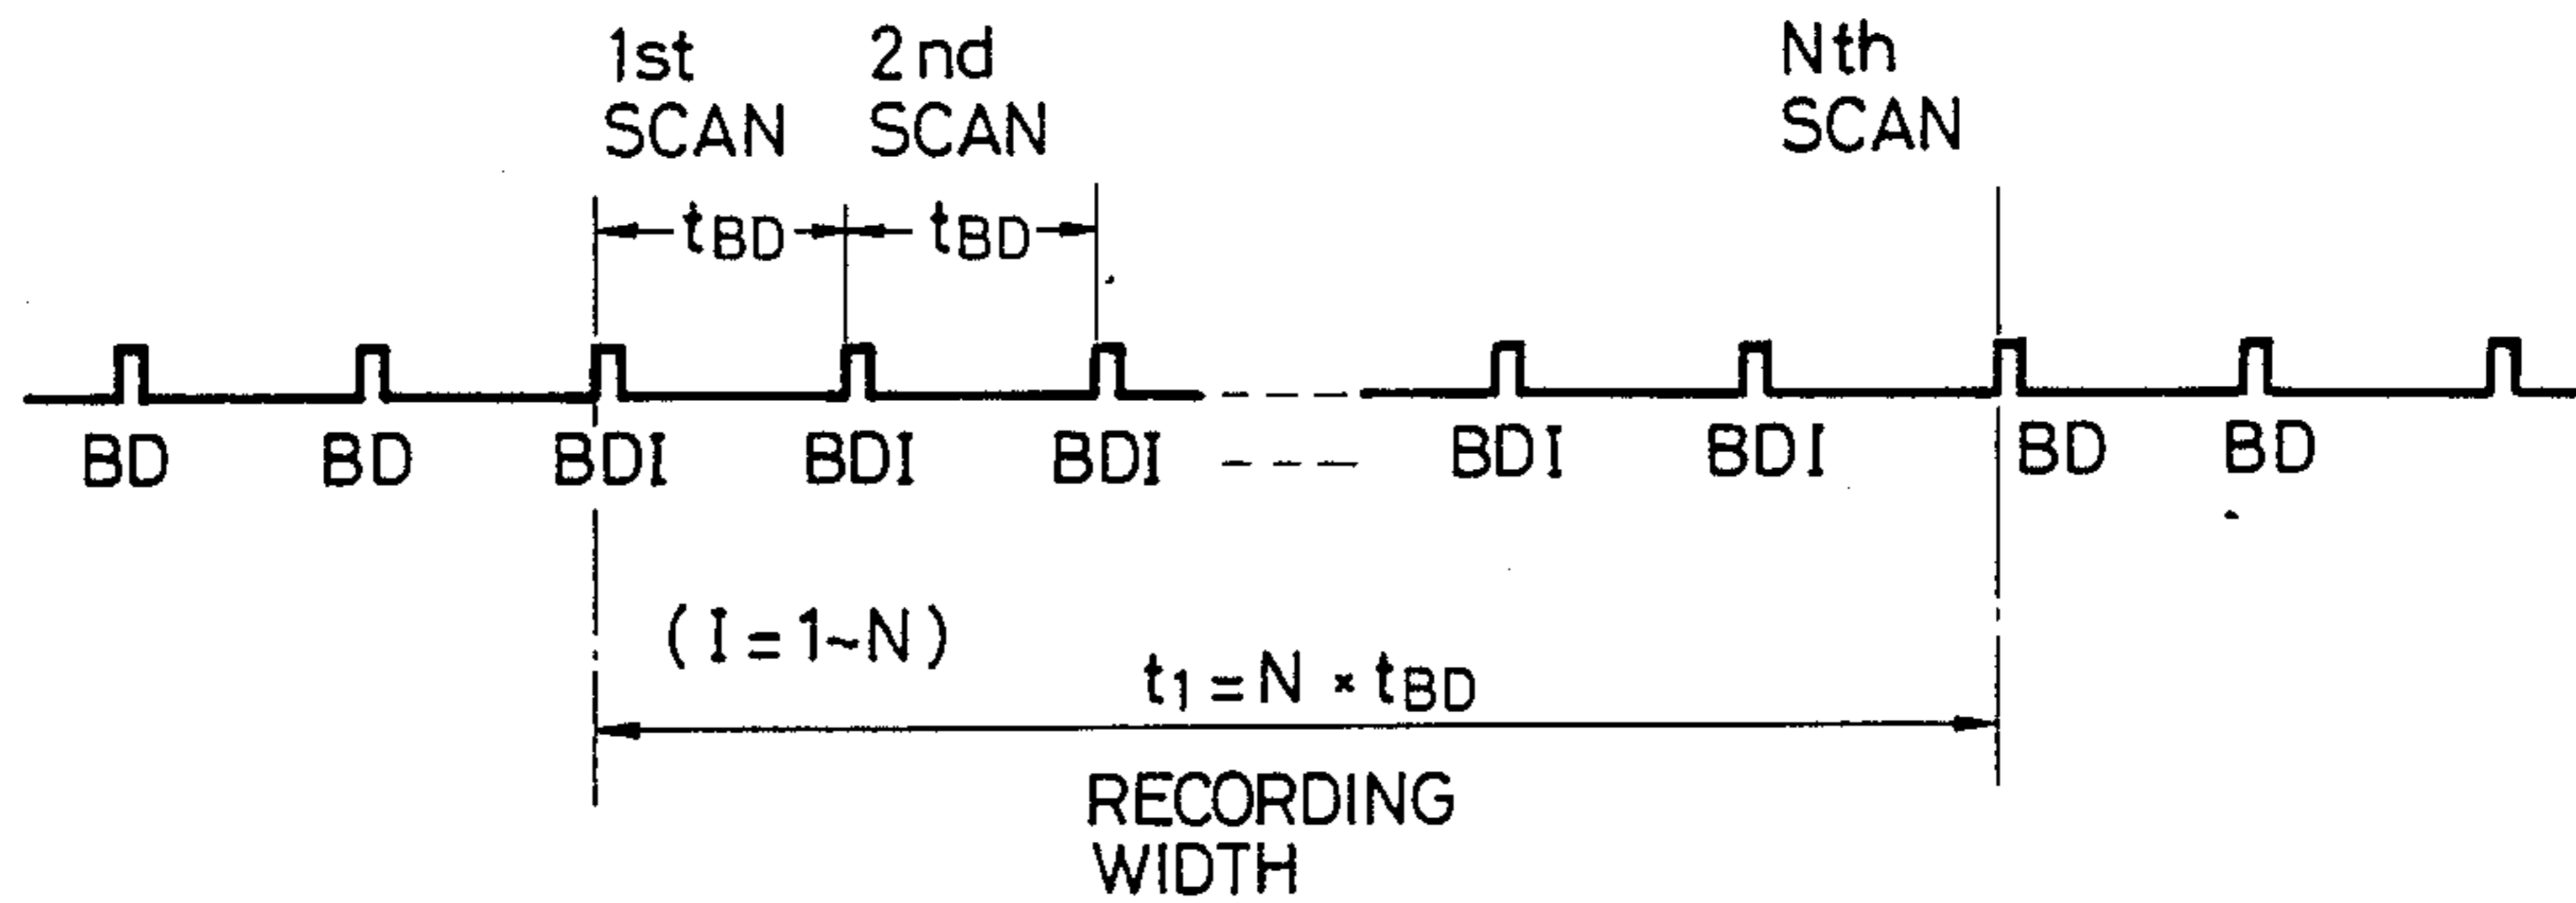 1st 2nd Nth
SCAN SCAN SCAN
tBD tBD
BD BD BDI BDI BDI --- BDI BDI BD BD
(I=1~N)
t1=N×tBD
RECORDING
WIDTH